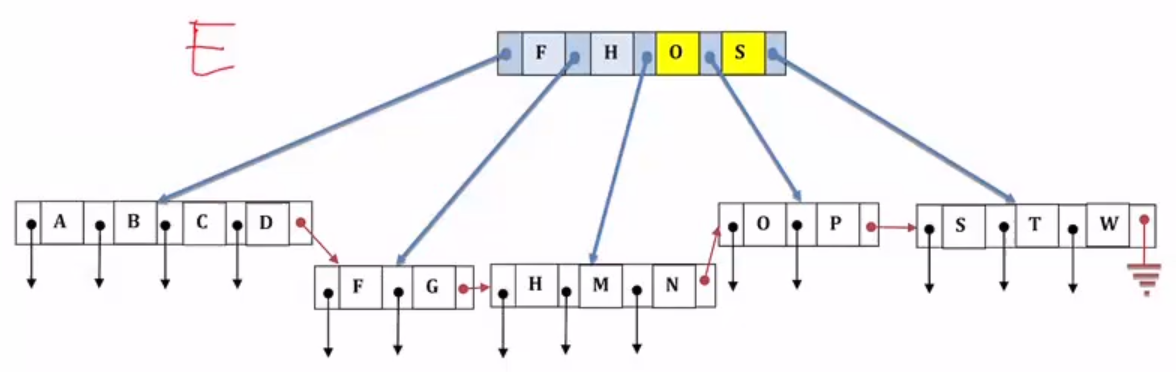 E
F H O S
A B C D
F G
H M N
O P
S T W